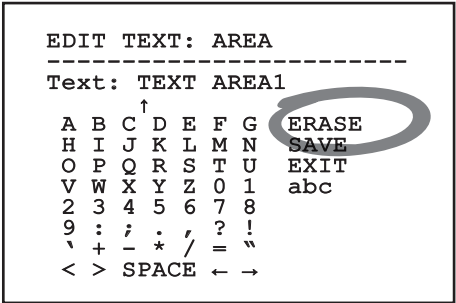 EDIT TEXT: AREA
------------------------
Text: TEXT AREA1
↑
A B C D E F G ERASE
H I J K L M N SAVE
O P Q R S T U EXIT
V W X Y Z 0 1 abc
2 3 4 5 6 7 8
9 : ; . , ? !
‵ + - * / = ‶
< > SPACE ← →